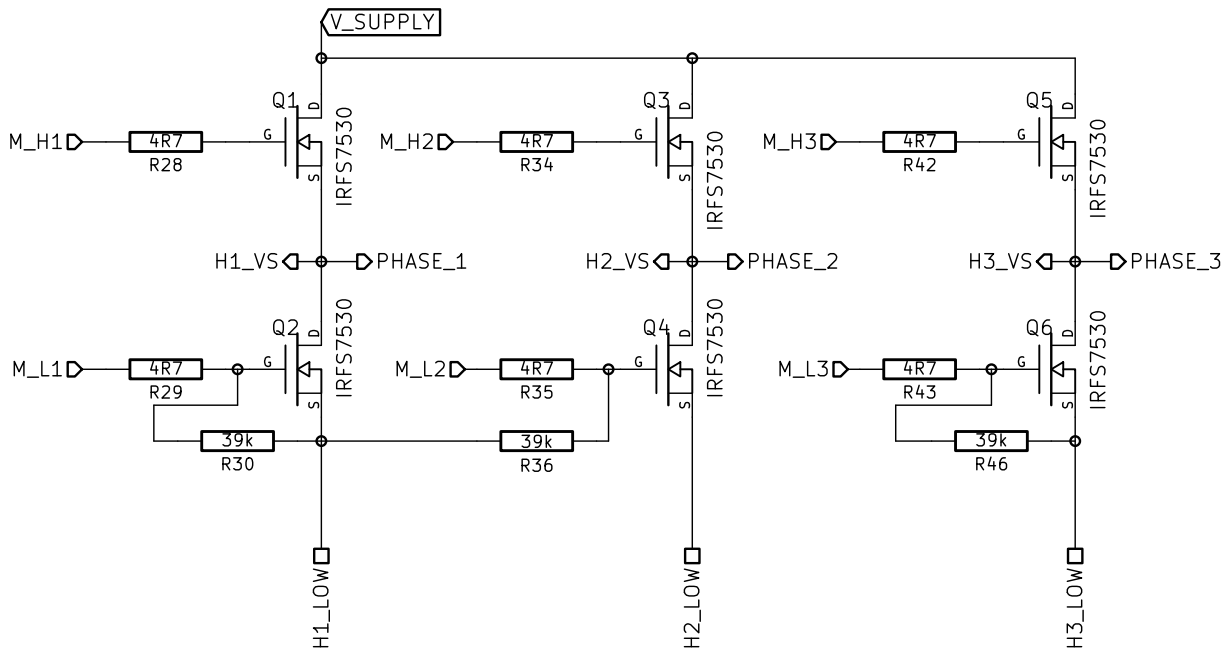 V_SUPPLY
Q1
D
G
S
IRFS7530
M_H1
4R7
R28
Q3
D
G
S
IRFS7530
M_H2
4R7
R34
Q5
D
G
S
IRFS7530
M_H3
4R7
R42
H1_VS
PHASE_1
H2_VS
PHASE_2
H3_VS
PHASE_3
Q2
D
G
S
IRFS7530
M_L1
4R7
R29
39k
R30
Q4
D
G
S
IRFS7530
M_L2
4R7
R35
39k
R36
Q6
D
G
S
IRFS7530
M_L3
4R7
R43
39k
R46
H1_LOW
H2_LOW
H3_LOW